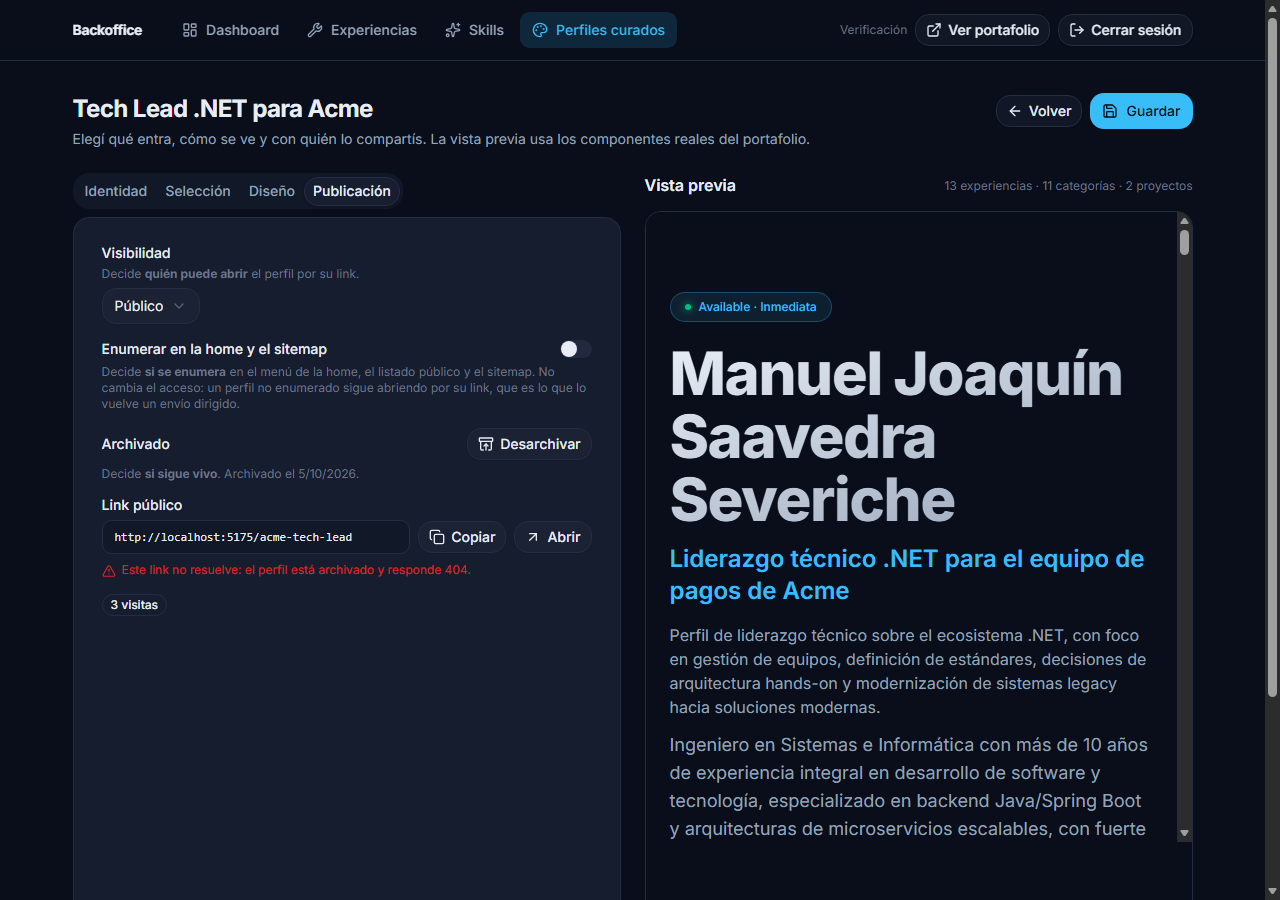 Backoffice
Dashboard
Experiencias
Skills
Perfiles curados
Verificación
Ver portafolio
Cerrar sesión
Tech Lead .NET para Acme
Elegí qué entra, cómo se ve y con quién lo compartís. La vista previa usa los componentes reales del portafolio.
Volver
Guardar
Identidad
Selección
Diseño
Publicación
Visibilidad
Decide quién puede abrir el perfil por su link.
Público
Enumerar en la home y el sitemap
Decide si se enumera en el menú de la home, el listado público y el sitemap. No
cambia el acceso: un perfil no enumerado sigue abriendo por su link, que es lo que lo
vuelve un envío dirigido.
Archivado
Desarchivar
Decide si sigue vivo. Archivado el 5/10/2026.
Link público
http://localhost:5175/acme-tech-lead
Copiar
Abrir
Este link no resuelve: el perfil está archivado y responde 404.
3 visitas
Vista previa
13 experiencias · 11 categorías · 2 proyectos
Available · Inmediata
Manuel Joaquín
Saavedra
Severiche
Liderazgo técnico .NET para el equipo de
pagos de Acme
Perfil de liderazgo técnico sobre el ecosistema .NET, con foco
en gestión de equipos, definición de estándares, decisiones de
arquitectura hands-on y modernización de sistemas legacy
hacia soluciones modernas.
Ingeniero en Sistemas e Informática con más de 10 años
de experiencia integral en desarrollo de software y
tecnología, especializado en backend Java/Spring Boot
y arquitecturas de microservicios escalables, con fuerte